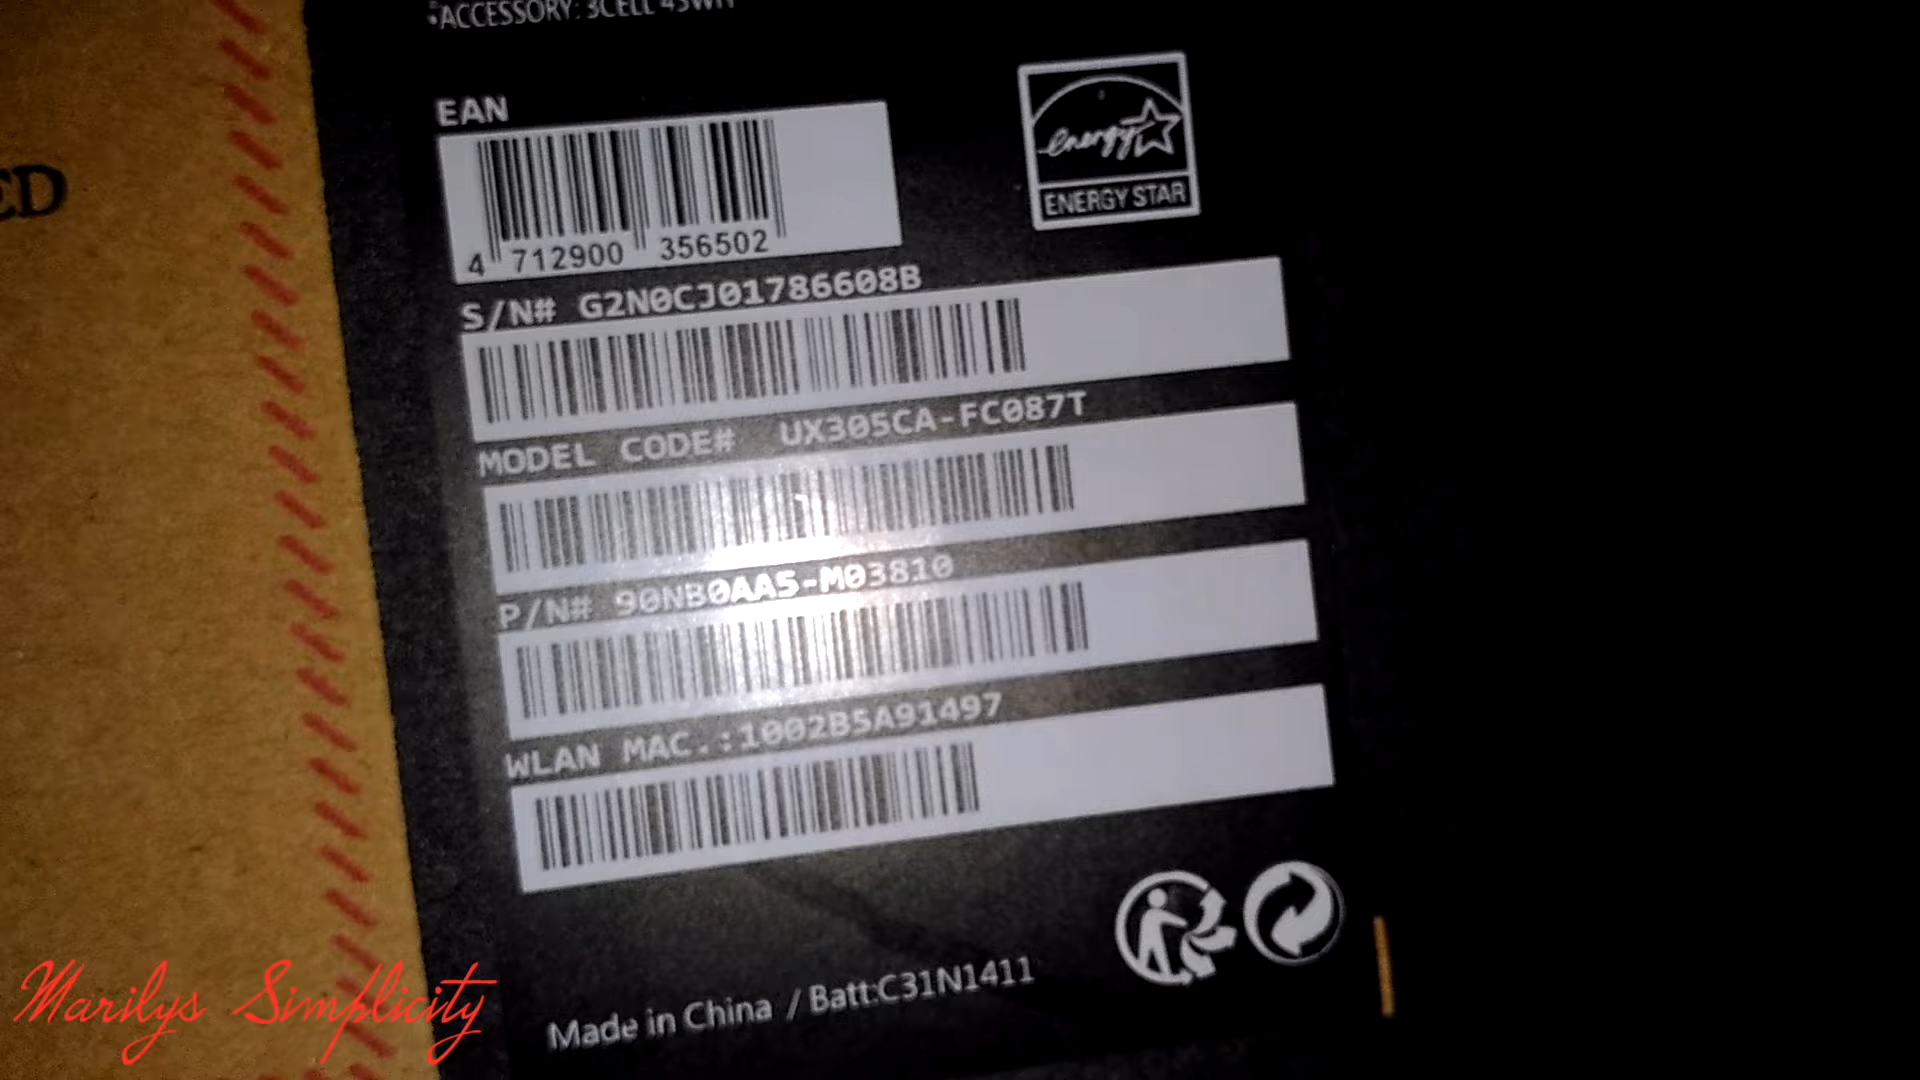 •ACCESSORY: 3CELL 45WH
EAN
4 712900 356502
energy
ENERGY STAR
S/N# G2N0CJ01786608B
MODEL CODE# UX305CA-FC087T
P/N# 90NB0AA5-M03810
WLAN MAC.:1002B5A91497
Made in China / Batt:C31N1411
Marilys Simplicity